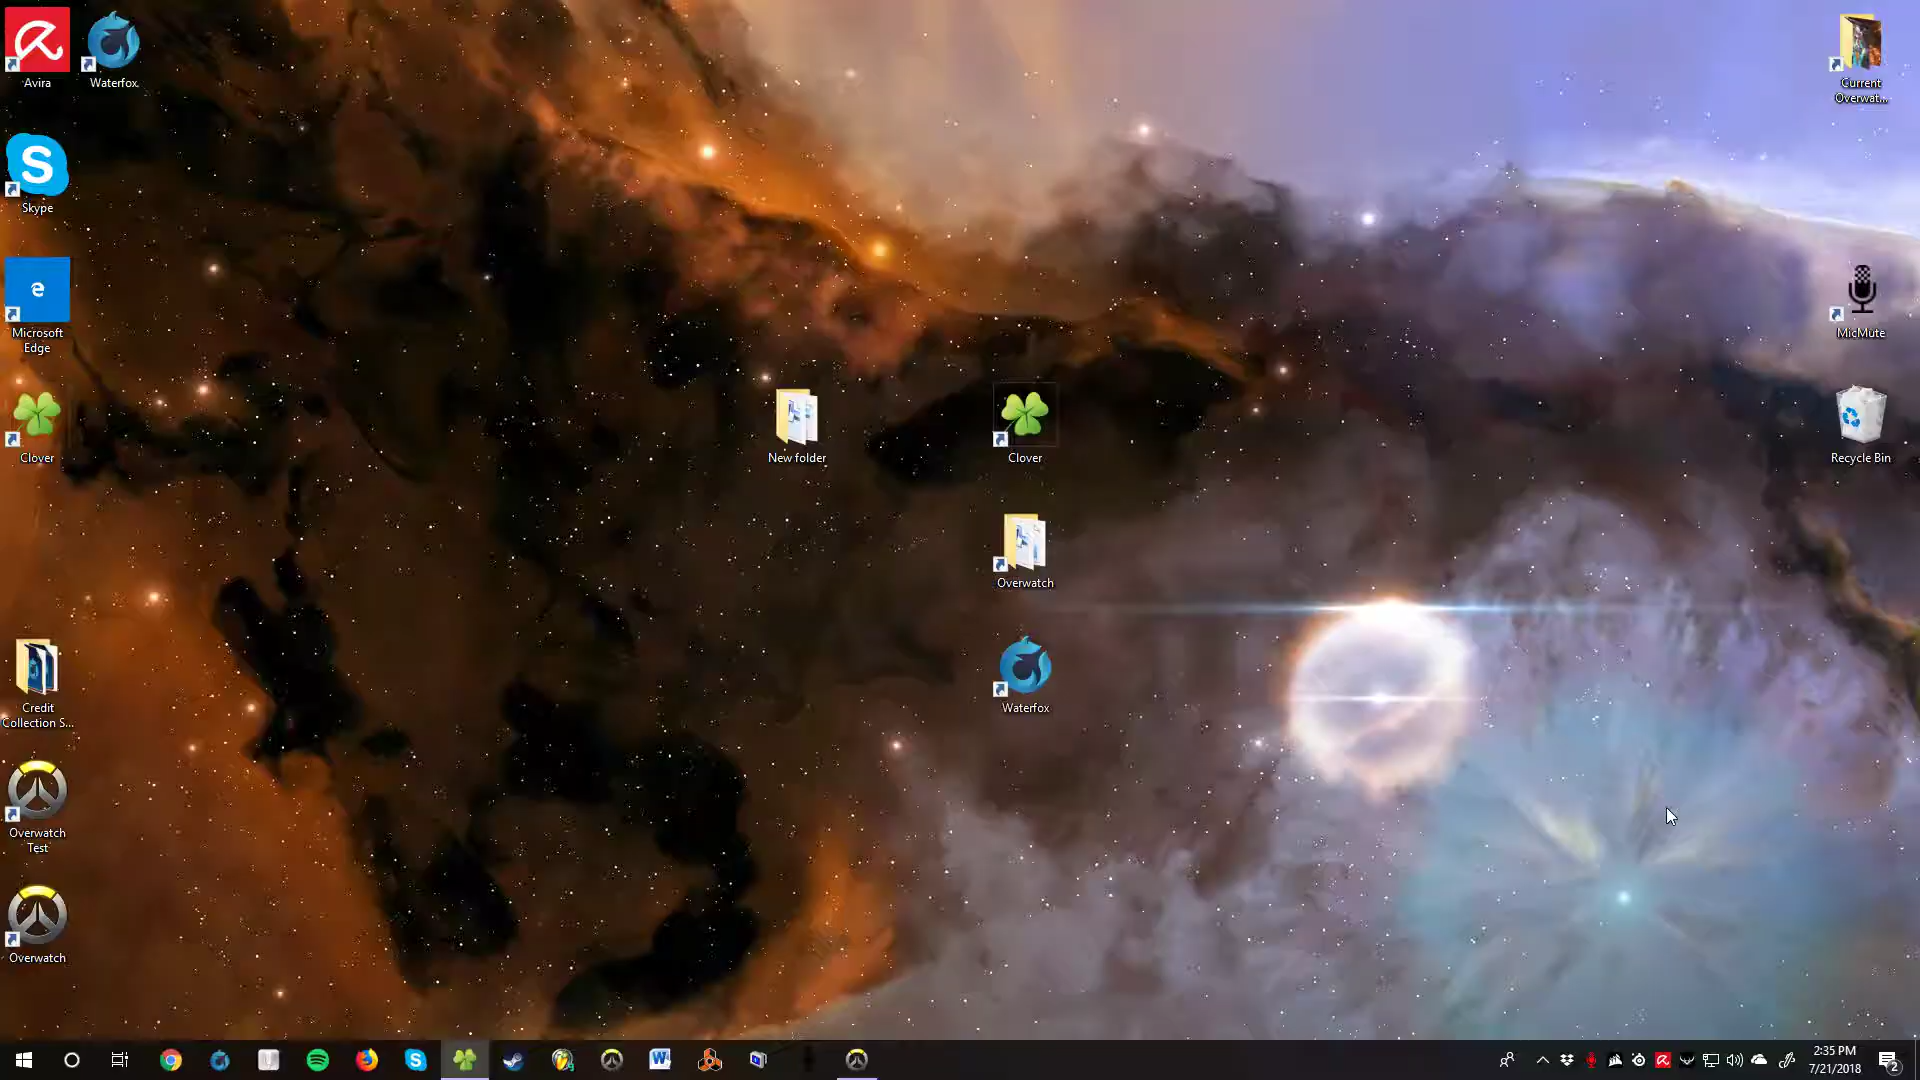 Avira
Waterfox
Skype
Microsoft
Edge
Clover
Credit
Collection S...
Overwatch
Test
Overwatch
New folder
Clover
Overwatch
Waterfox
Current
Overwat...
MicMute
Recycle Bin
2:35 PM
7/21/2018
2